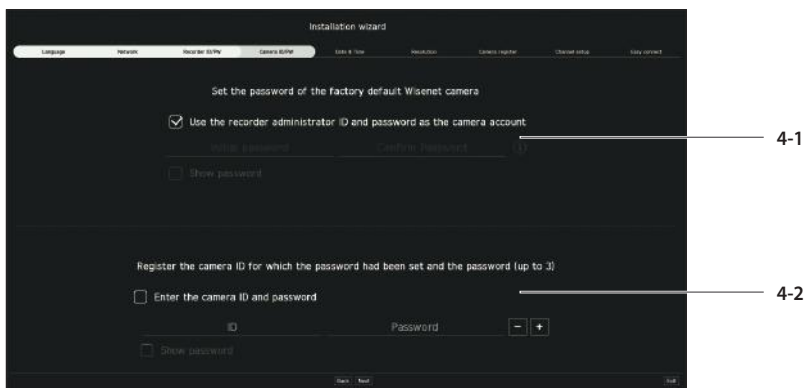 Installation wizard
Language Network Recorder ID/PW Camera ID/PW Date & Time Resolution Camera register Channel setup Easy connect
Set the password of the factory default Wisenet camera
Use the recorder administrator ID and password as the camera account
4-1
Confirm Password
Show password
Register the camera ID for which the password had been set and the password (up to 3)
4-2
Enter the camera ID and password
ID Password - +
Show password
Back Next Exit